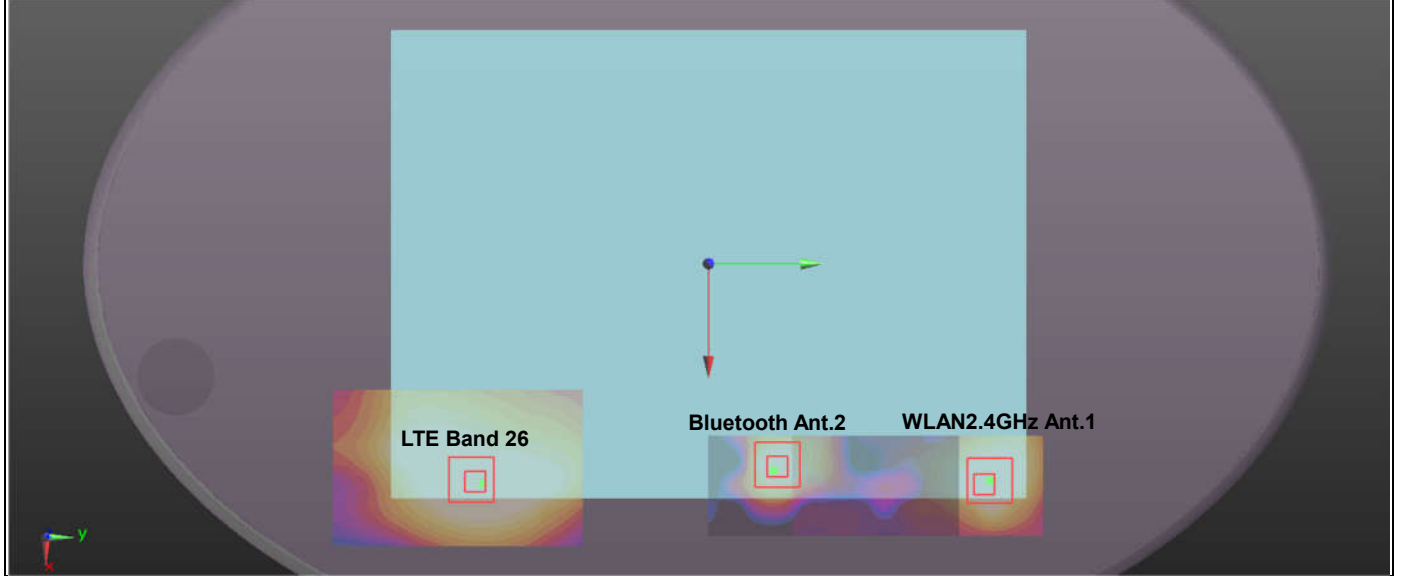 Bluetooth Ant.2
WLAN2.4GHz Ant.1
LTE Band 26
y
x